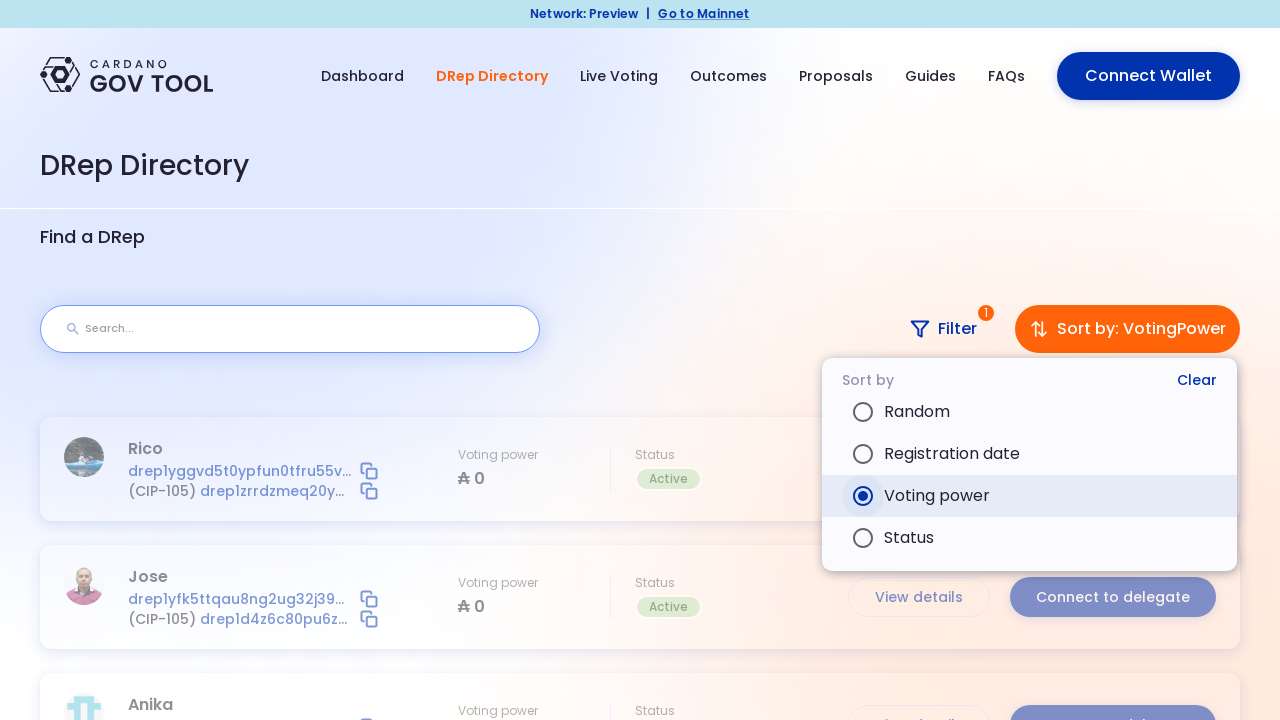 Network: Preview | Go to Mainnet
CARDANO
GOV TOOL
Dashboard
DRep Directory
Live Voting
Outcomes
Proposals
Guides
FAQs
Connect Wallet
DRep Directory
Find a DRep
Search...
Filter
1
Sort by: VotingPower
Sort by
Clear
Random
Registration date
Voting power
Status
Rico
drep1yggvd5t0ypfun0tfru55v...
(CIP-105) drep1zrrdzmeq20y...
Voting power
₳ 0
Status
Active
Jose
drep1yfk5ttqau8ng2ug32j39...
(CIP-105) drep1d4z6c80pu6z...
Voting power
₳ 0
Status
Active
View details
Connect to delegate
Anika
Voting power
Status